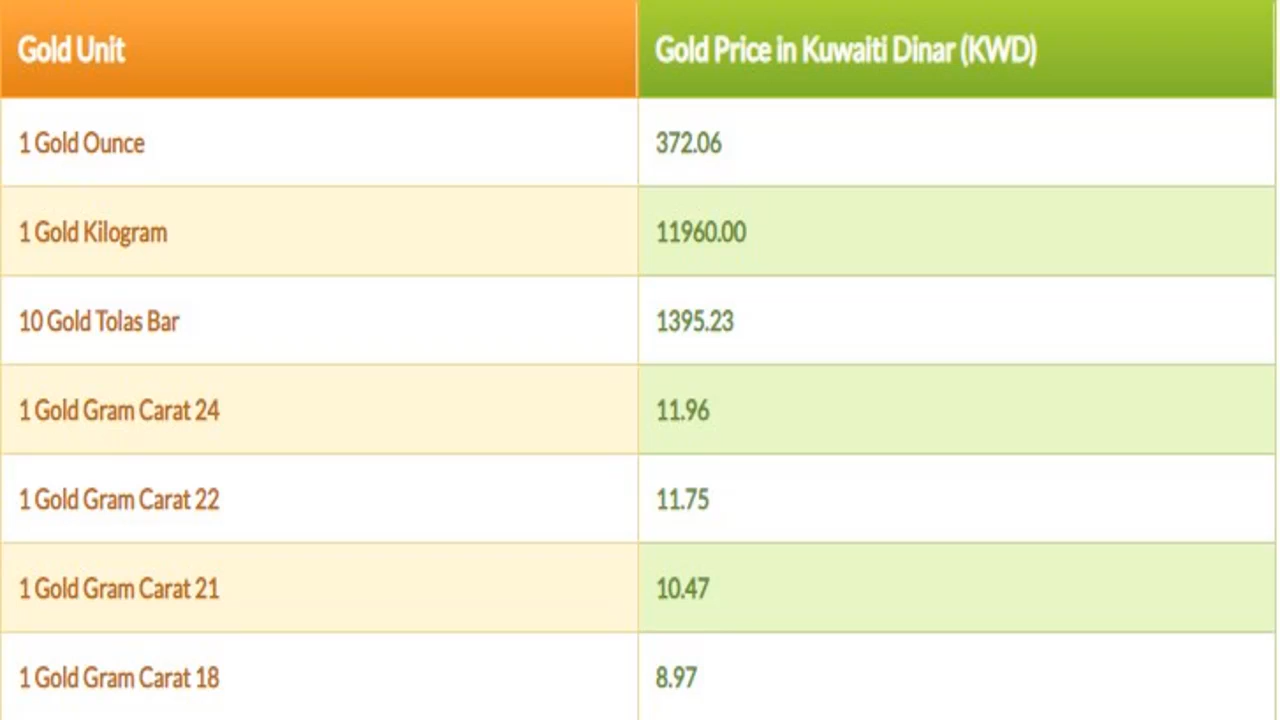 Gold Unit Gold Price in Kuwaiti Dinar (KWD)
1 Gold Ounce 372.06
1 Gold Kilogram 11960.00
10 Gold Tolas Bar 1395.23
1 Gold Gram Carat 24 11.96
1 Gold Gram Carat 22 11.75
1 Gold Gram Carat 21 10.47
1 Gold Gram Carat 18 8.97